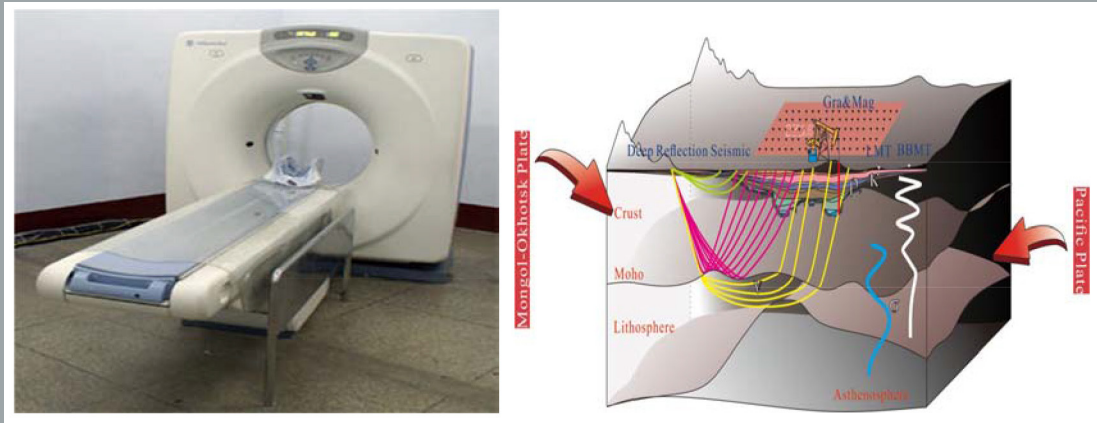 Mongol-Okhotsk Plate
Gra&Mag
Deep Reflection Seismic
LMT BBMT
Crust
Moho
Lithosphere
Asthenosphere
Pacific Plate